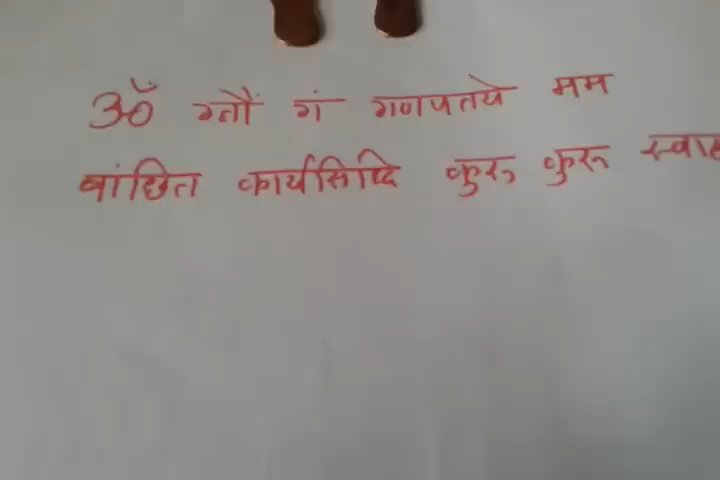 ॐ ग्लौं गं गणपतये मम
वांछित कार्यसिध्दि कुरु कुरू